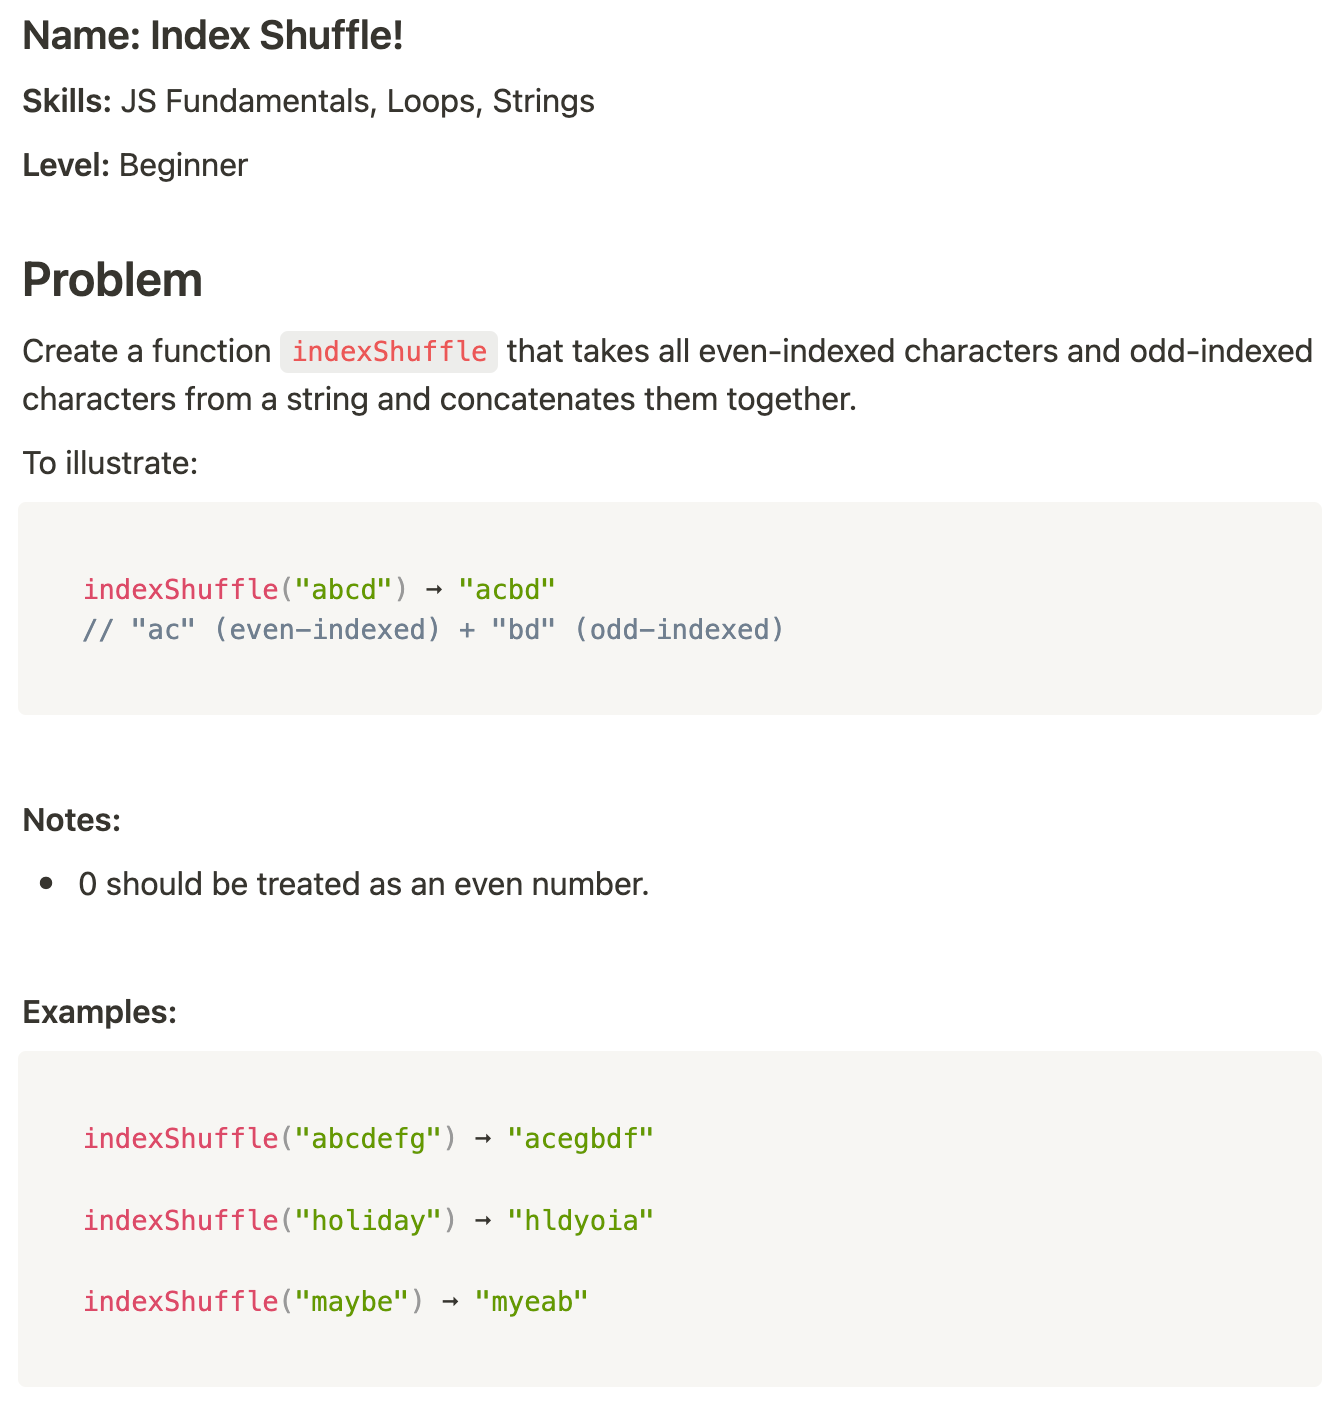 Name: Index Shuffle!
Skills: JS Fundamentals, Loops, Strings
Level: Beginner
Problem
Create a function indexShuffle that takes all even-indexed characters and odd-indexed
characters from a string and concatenates them together.
To illustrate:
indexShuffle("abcd") → "acbd"
// "ac" (even-indexed) + "bd" (odd-indexed)
Notes:
• 0 should be treated as an even number.
Examples:
indexShuffle("abcdefg") → "acegbdf"
indexShuffle("holiday") → "hldyoia"
indexShuffle("maybe") → "myeab"